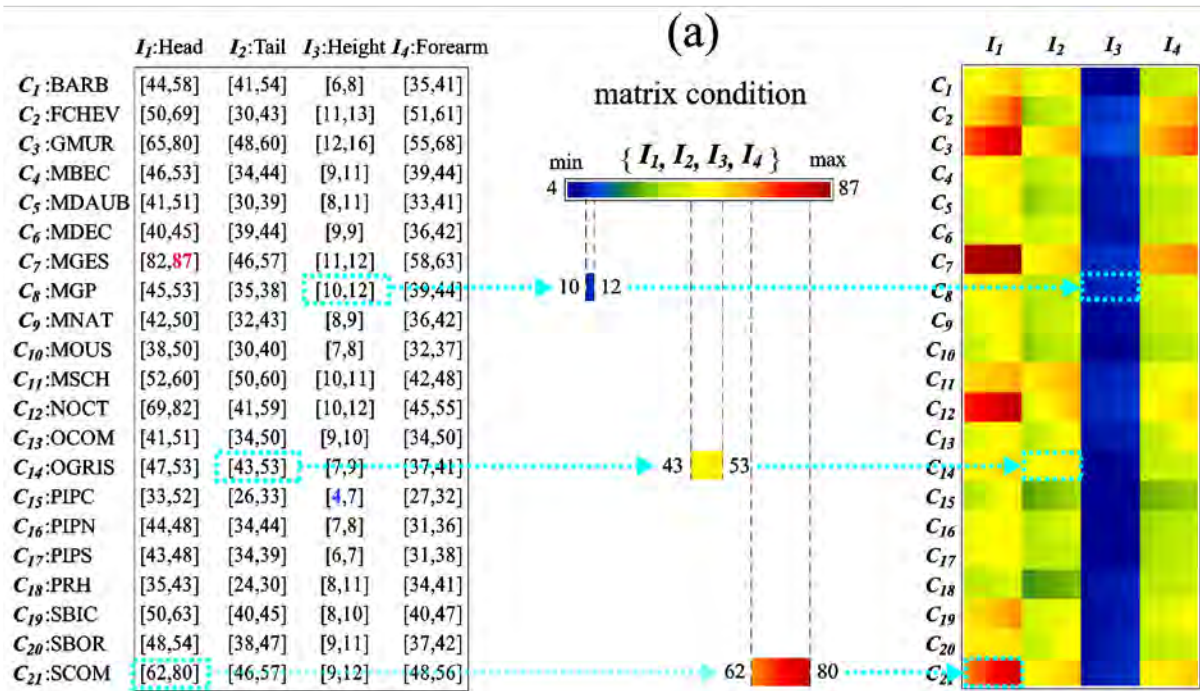 (a)
I1:Head I2:Tail I3:Height I4:Forearm
C1:BARB [44,58] [41,54] [6,8] [35,41]
C2:FCHEV [50,69] [30,43] [11,13] [51,61]
C3:GMUR [65,80] [48,60] [12,16] [55,68]
C4:MBEC [46,53] [34,44] [9,11] [39,44]
C5:MDAUB [41,51] [30,39] [8,11] [33,41]
C6:MDEC [40,45] [39,44] [9,9] [36,42]
C7:MGES [82,87] [46,57] [11,12] [58,63]
C8:MGP [45,53] [35,38] [10,12] [39,44]
C9:MNAT [42,50] [32,43] [8,9] [36,42]
C10:MOUS [38,50] [30,40] [7,8] [32,37]
C11:MSCH [52,60] [50,60] [10,11] [42,48]
C12:NOCT [69,82] [41,59] [10,12] [45,55]
C13:OCOM [41,51] [34,50] [9,10] [34,50]
C14:OGRIS [47,53] [43,53] [7,9] [37,41]
C15:PIPC [33,52] [26,33] [4,7] [27,32]
C16:PIPN [44,48] [34,44] [7,8] [31,36]
C17:PIPS [43,48] [34,39] [6,7] [31,38]
C18:PRH [35,43] [24,30] [8,11] [34,41]
C19:SBIC [50,63] [40,45] [8,10] [40,47]
C20:SBOR [48,54] [38,47] [9,11] [37,42]
C21:SCOM [62,80] [46,57] [9,12] [48,56]
matrix condition
min { I1, I2, I3, I4 } max
4 87
10 12
43 53
62 80
I1 I2 I3 I4
C1
C2
C3
C4
C5
C6
C7
C8
C9
C10
C11
C12
C13
C14
C15
C16
C17
C18
C19
C20
C21